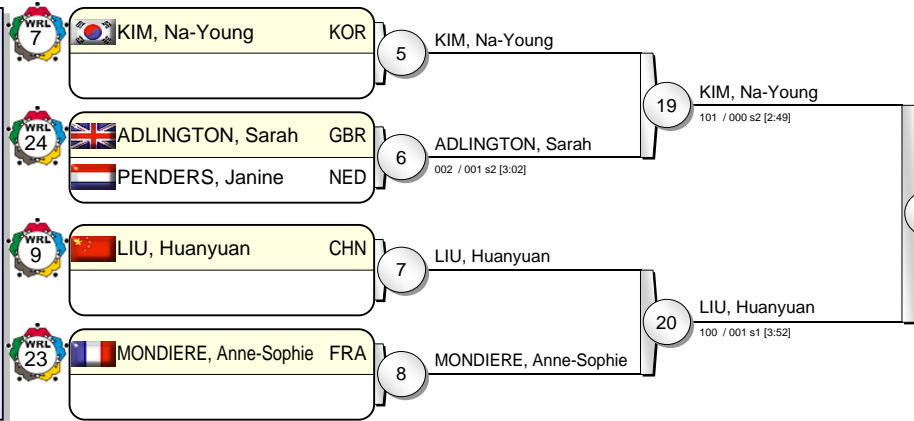 WRL
7
KIM, Na-Young KOR
5
KIM, Na-Young
19
KIM, Na-Young
101 / 000 s2 [2:49]
WRL
24
ADLINGTON, Sarah GBR
PENDERS, Janine NED
6
ADLINGTON, Sarah
002 / 001 s2 [3:02]
WRL
9
LIU, Huanyuan CHN
7
LIU, Huanyuan
20
LIU, Huanyuan
100 / 001 s1 [3:52]
WRL
23
MONDIERE, Anne-Sophie FRA
8
MONDIERE, Anne-Sophie